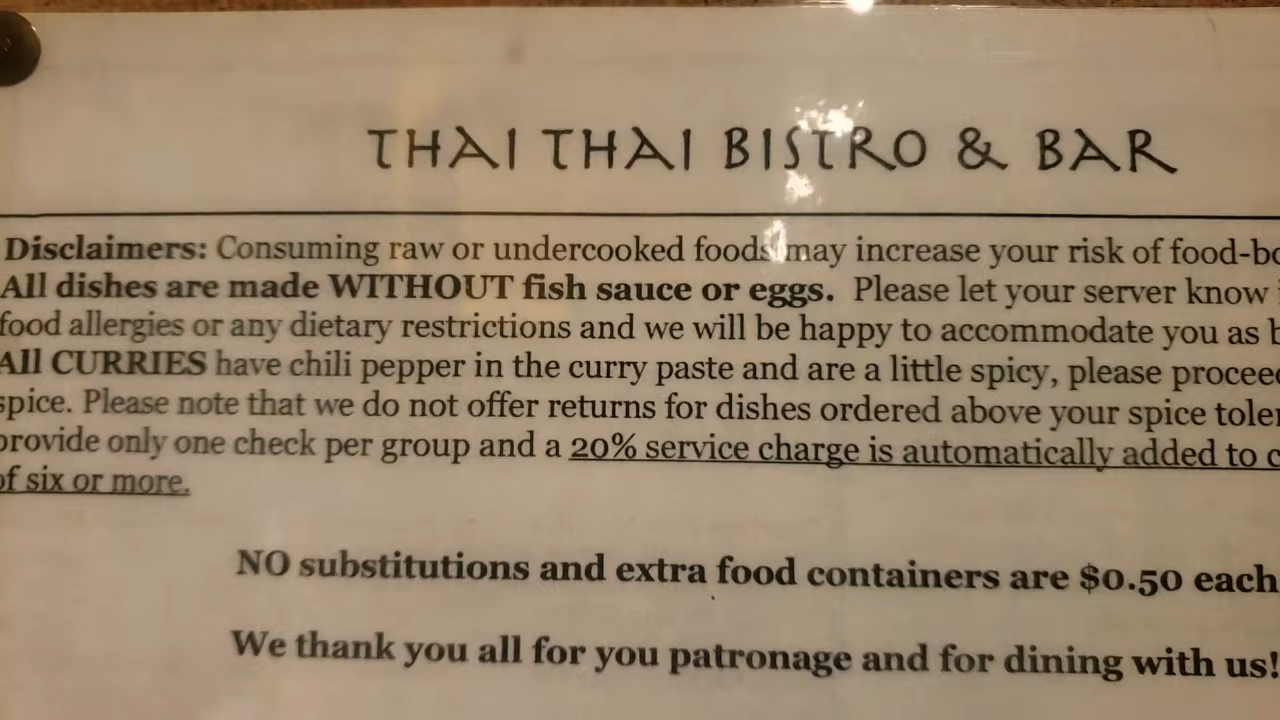 THAI THAI BISTRO & BAR
Disclaimers: Consuming raw or undercooked foods may increase your risk of
All dishes are made WITHOUT fish sauce or eggs. Please let your server know
food allergies or any dietary restrictions and we will be happy to accommodate you as
All CURRIES have chili pepper in the curry paste and are a little spicy, please
spice. Please note that we do not offer returns for dishes ordered above your spice
provide only one check per group and a 20% service charge is automatically added to
of six or more.
NO substitutions and extra food containers are $0.50 each
We thank you all for you patronage and for dining with us!